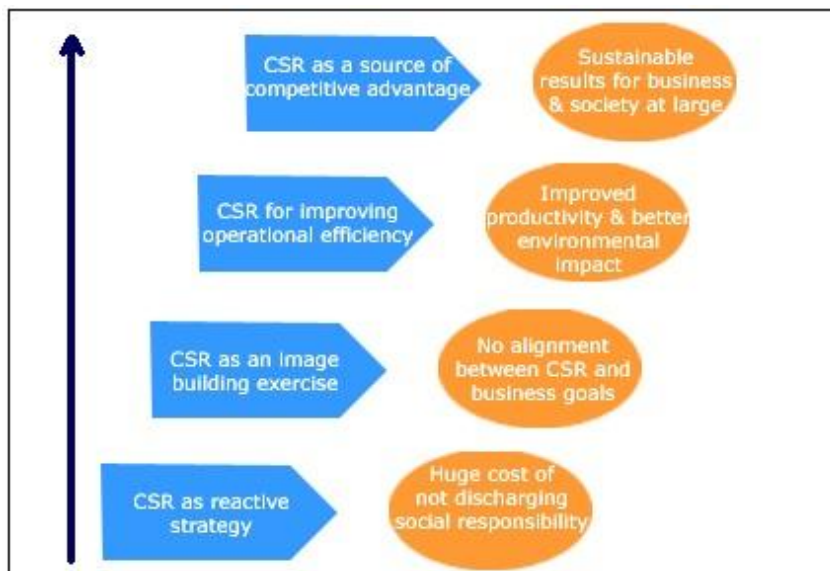 CSR as a source of
competitive advantage
Sustainable
results for business
& society at large
CSR for improving
operational efficiency
Improved
productivity & better
environmental
impact
CSR as an image
building exercise
No alignment
between CSR and
business goals
CSR as reactive
strategy
Huge cost of
not discharging
social responsibility